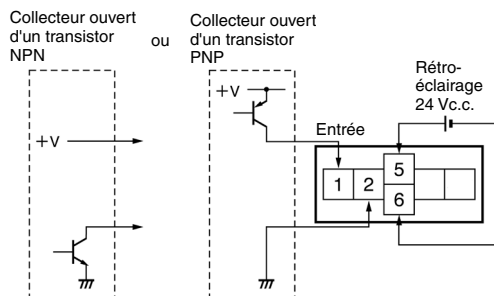 Collecteur ouvert
d'un transistor
NPN
ou
Collecteur ouvert
d'un transistor
PNP
Rétro-
éclairage
24 Vc.c.
+V
+V
Entrée
1
2
5
6